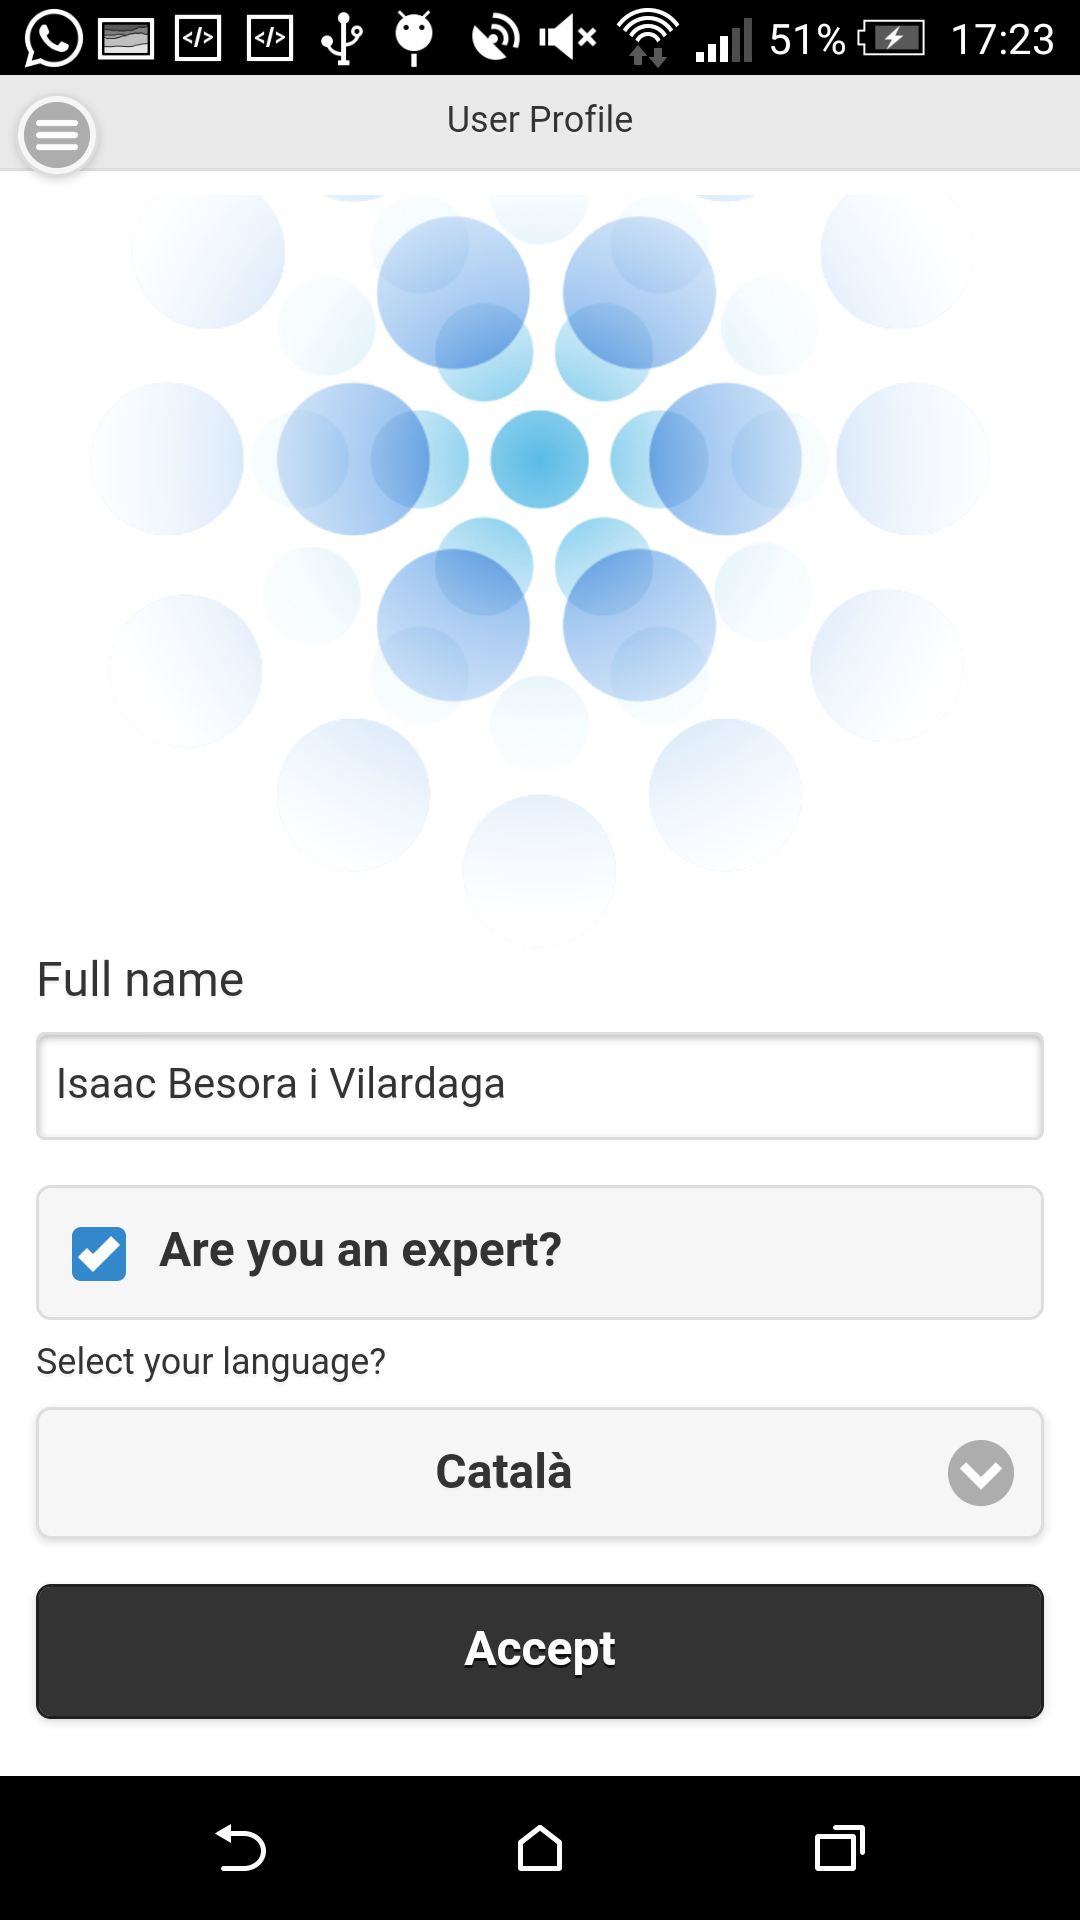 51% 17:23
User Profile
Full name
Isaac Besora i Vilardaga
Are you an expert?
Select your language?
Català
Accept